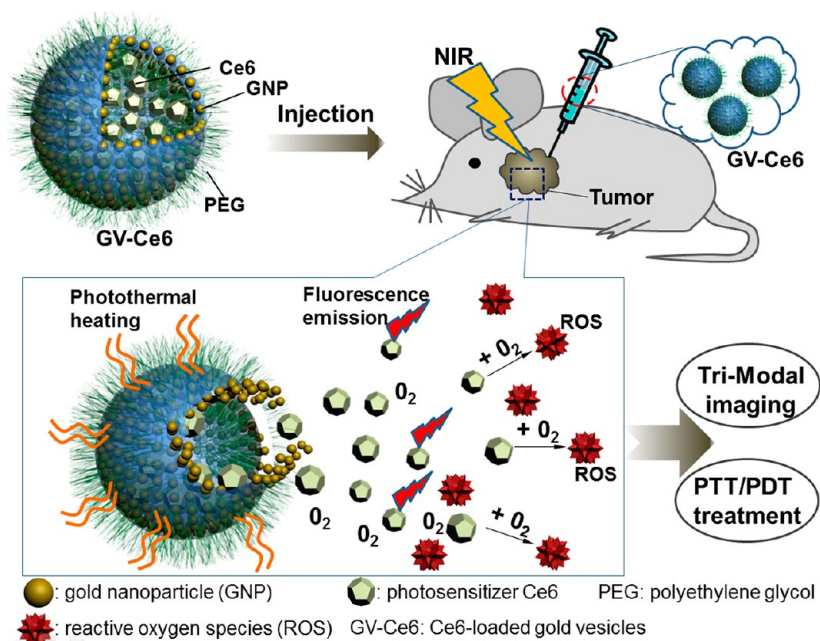 Ce6
GNP
Injection
PEG
GV-Ce6
NIR
Tumor
GV-Ce6
Photothermal
heating
Fluorescence
emission
O₂
O₂
O₂
O₂
O₂
+ O₂
ROS
+ O₂
ROS
+ O₂
Tri-Modal
imaging
PTT/PDT
treatment
: gold nanoparticle (GNP) : photosensitizer Ce6 PEG: polyethylene glycol
: reactive oxygen species (ROS) GV-Ce6: Ce6-loaded gold vesicles